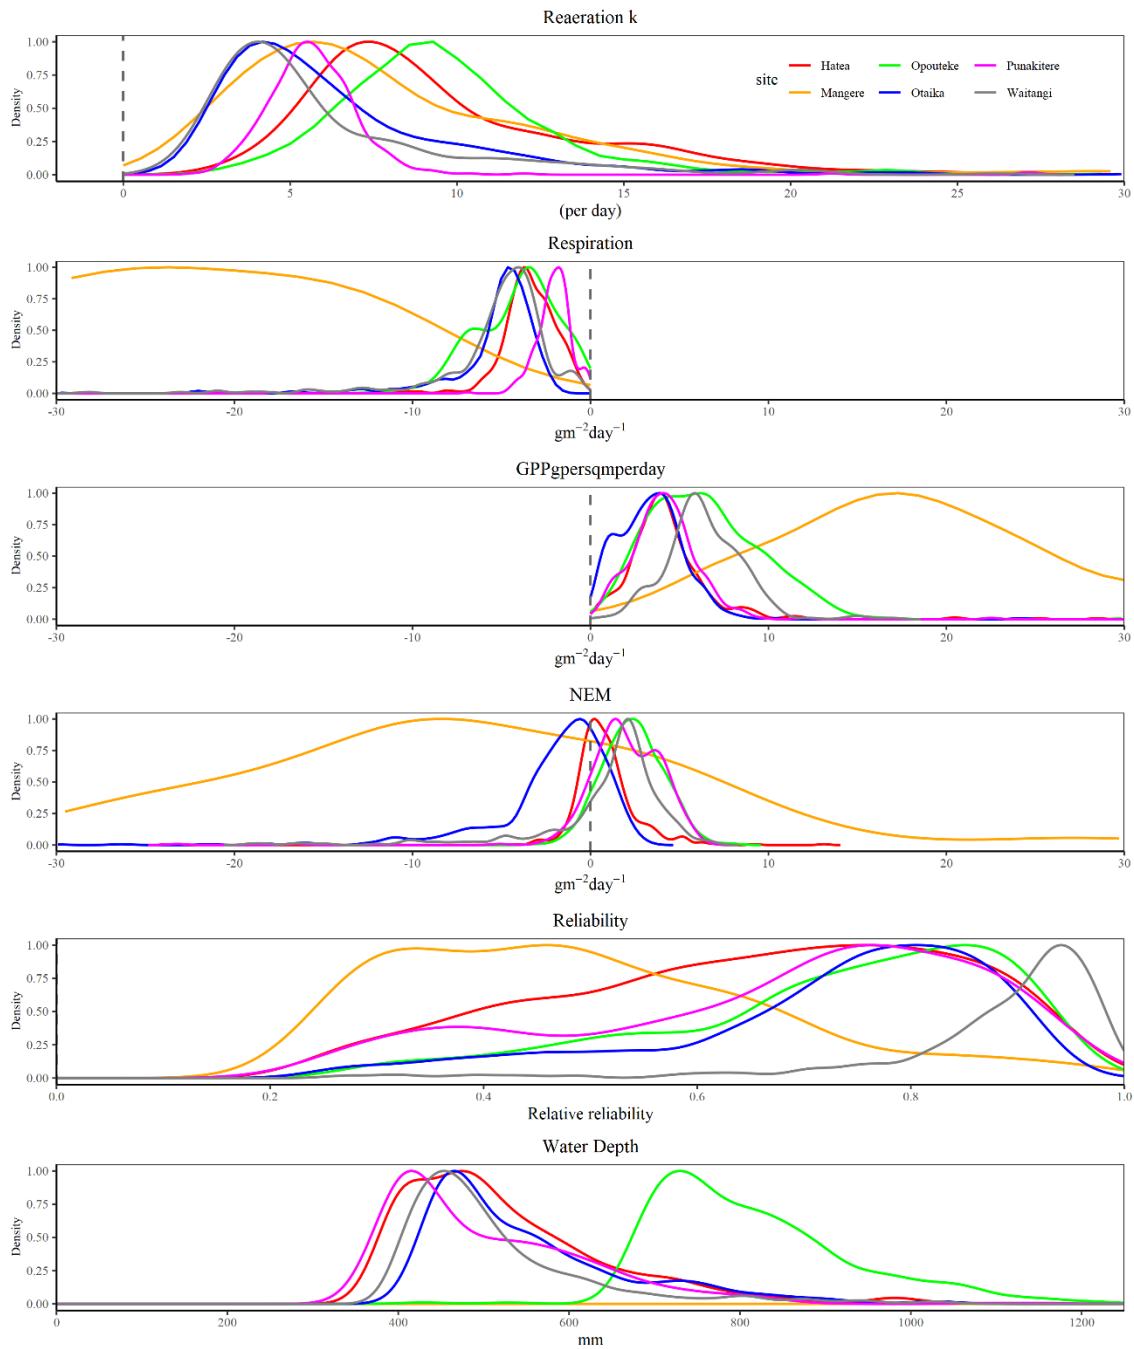 Reaeration k
Density
1.00
0.75
0.50
0.25
0.00
site
Hatea
Opouteke
Punakitere
Mangere
Otaika
Waitangi
0 5 10 15 20 25 30
(per day)
Respiration
Density
1.00
0.75
0.50
0.25
0.00
-30 -20 -10 0 10 20 30
gm⁻²day⁻¹
GPPgpersqmperday
Density
1.00
0.75
0.50
0.25
0.00
-30 -20 -10 0 10 20 30
gm⁻²day⁻¹
NEM
Density
1.00
0.75
0.50
0.25
0.00
-30 -20 -10 0 10 20 30
gm⁻²day⁻¹
Reliability
Density
1.00
0.75
0.50
0.25
0.00
0.0 0.2 0.4 0.6 0.8 1.0
Relative reliability
Water Depth
Density
1.00
0.75
0.50
0.25
0.00
0 200 400 600 800 1000 1200
mm